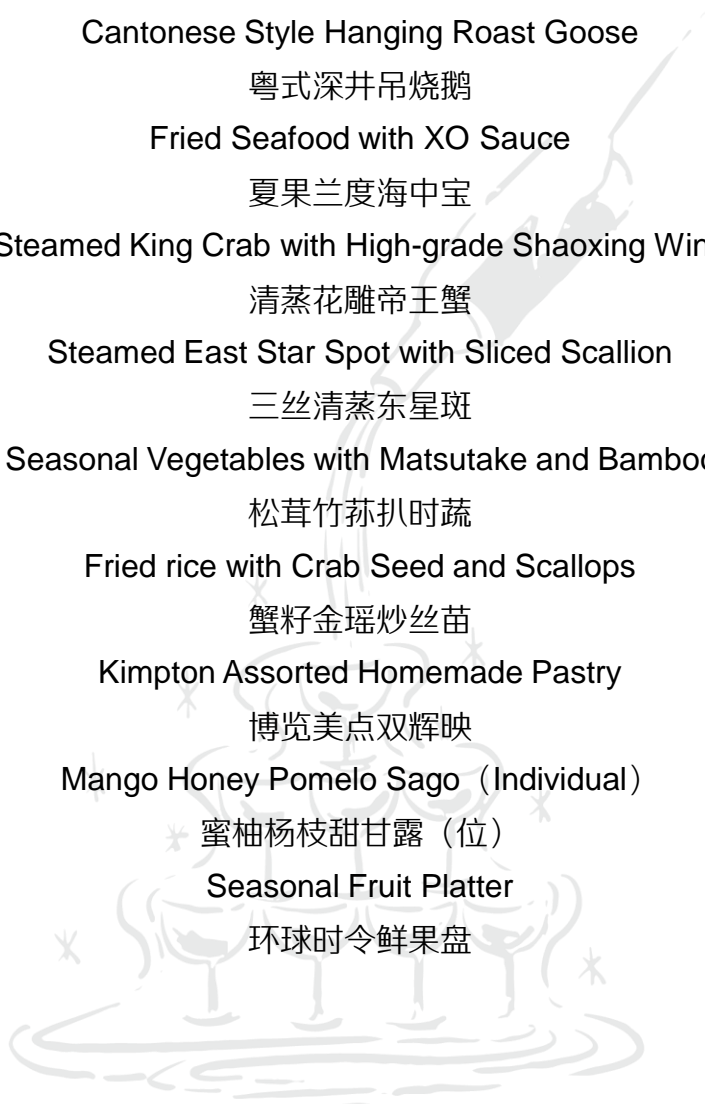 Cantonese Style Hanging Roast Goose
粤式深井吊烧鹅
Fried Seafood with XO Sauce
夏果兰度海中宝
Steamed King Crab with High-grade Shaoxing Win
清蒸花雕帝王蟹
Steamed East Star Spot with Sliced Scallion
三丝清蒸东星斑
Seasonal Vegetables with Matsutake and Bamboo
松茸竹荪扒时蔬
Fried rice with Crab Seed and Scallops
蟹籽金瑶炒丝苗
Kimpton Assorted Homemade Pastry
博览美点双辉映
Mango Honey Pomelo Sago（Individual）
蜜柚杨枝甜甘露（位）
Seasonal Fruit Platter
环球时令鲜果盘